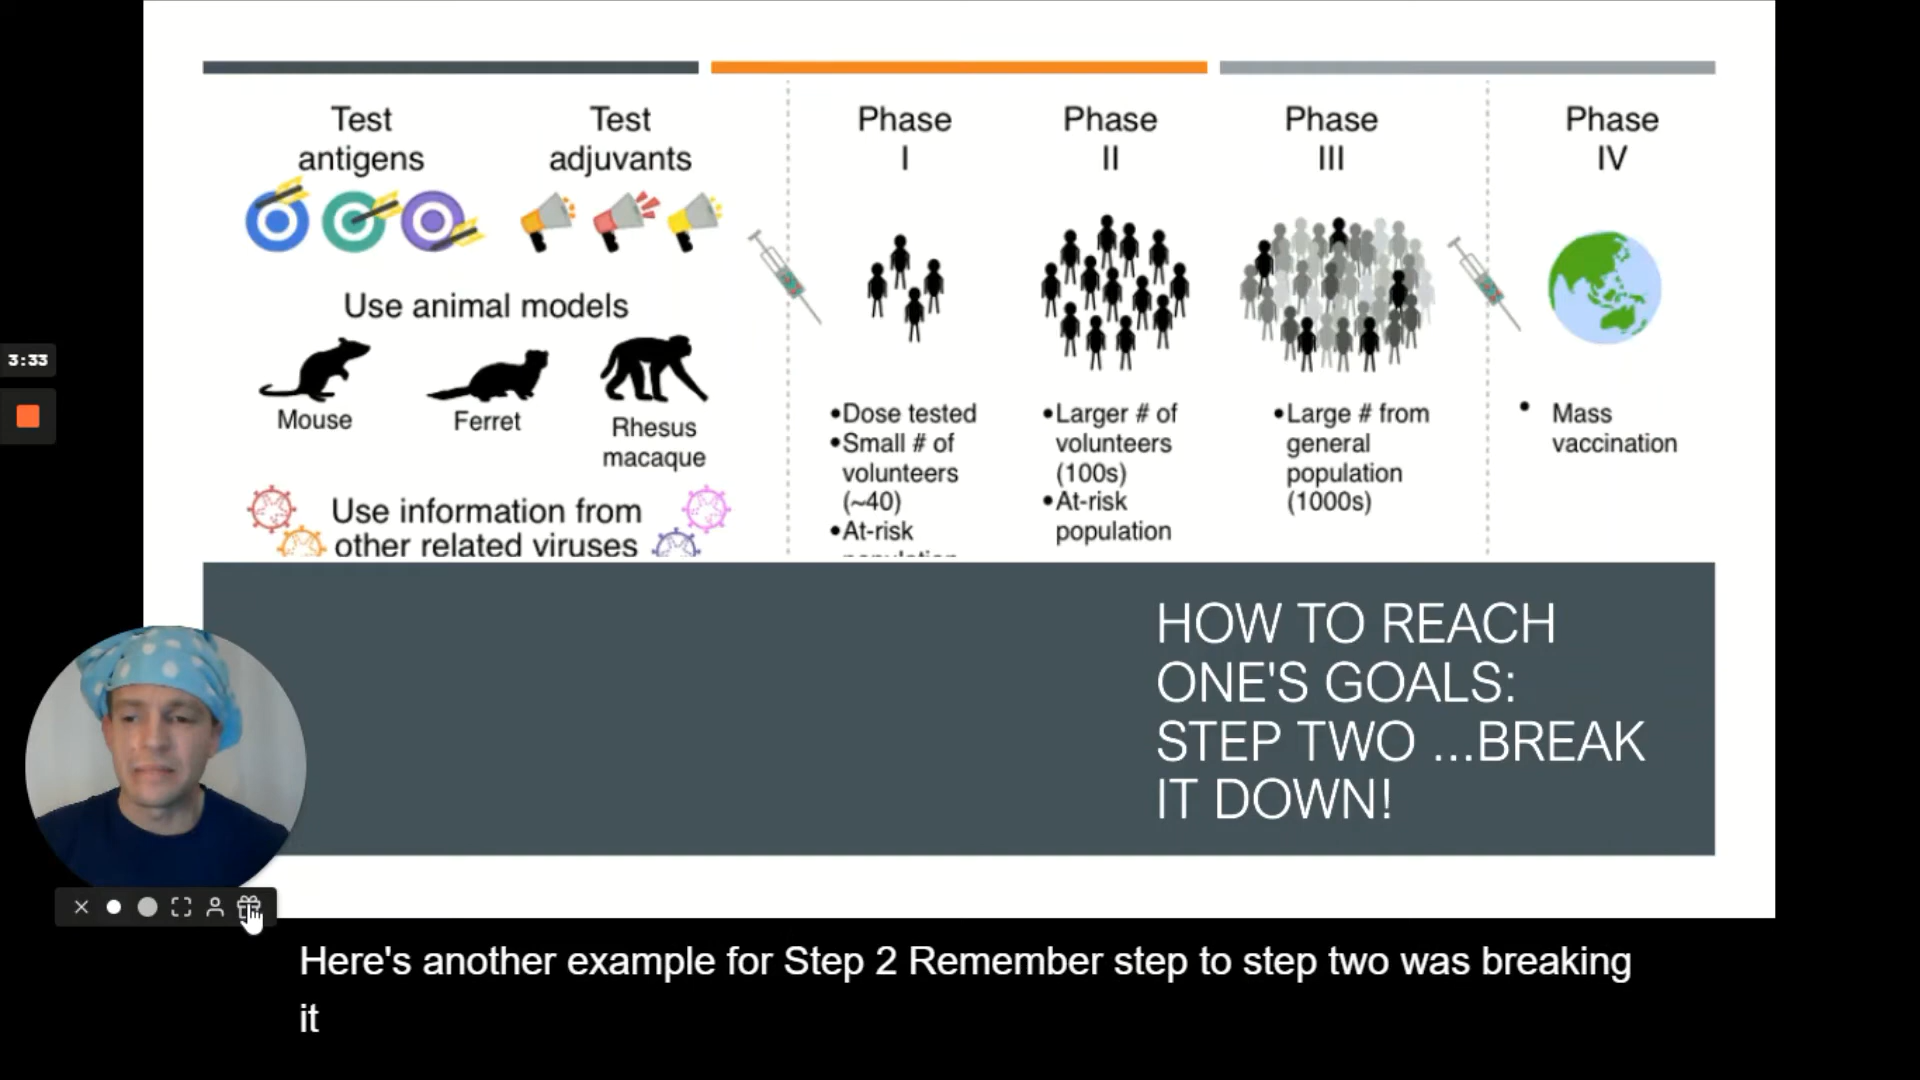 Test
antigens
Test
adjuvants
Use animal models
Mouse
Ferret
Rhesus
macaque
Use information from
other related viruses
Phase
I
•Dose tested
•Small # of
volunteers
(~40)
•At-risk
Phase
II
•Larger # of
volunteers
(100s)
•At-risk
population
Phase
III
•Large # from
general
population
(1000s)
Phase
IV
• Mass
vaccination
3:33
HOW TO REACH
ONE'S GOALS:
STEP TWO ...BREAK
IT DOWN!
Here's another example for Step 2 Remember step to step two was breaking
it